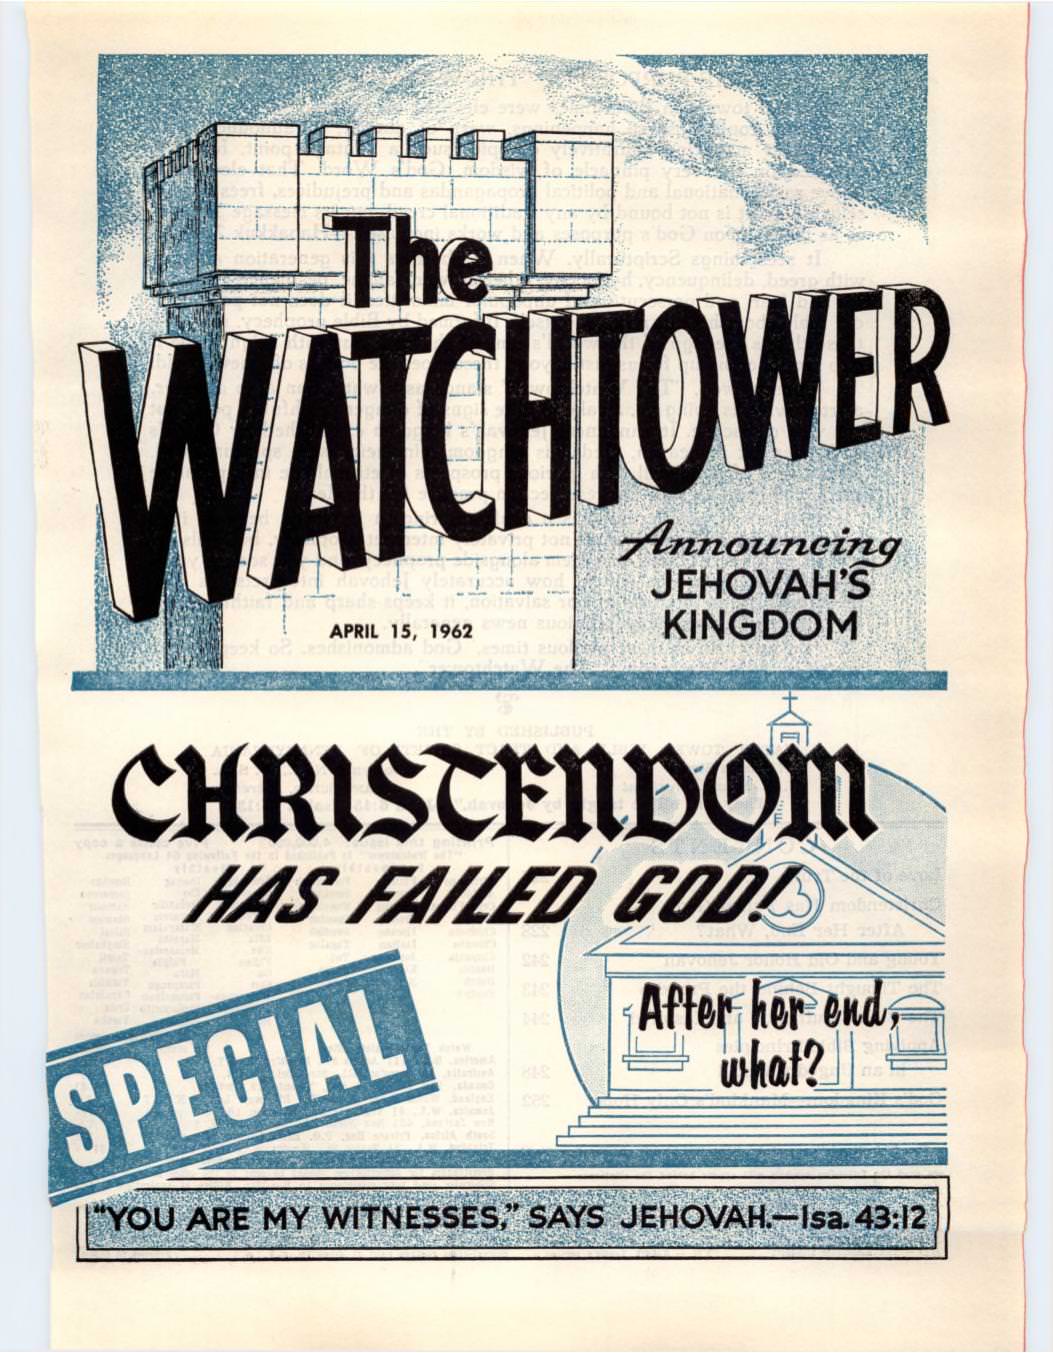 The
WATCHTOWER
Announcing
JEHOVAH'S
KINGDOM
APRIL 15, 1962
CHRISTENDOM
HAS FAILED GOD!
After her end,
what?
SPECIAL
"YOU ARE MY WITNESSES," SAYS JEHOVAH.—Isa. 43:12